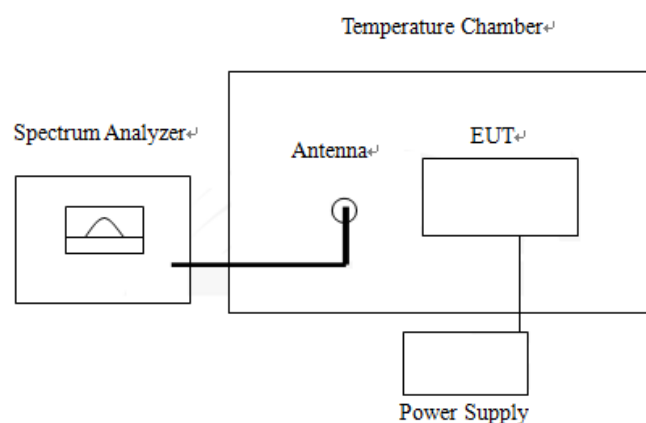 Temperature Chamber↵
Spectrum Analyzer↵
Antenna↵
EUT↵
Power Supply